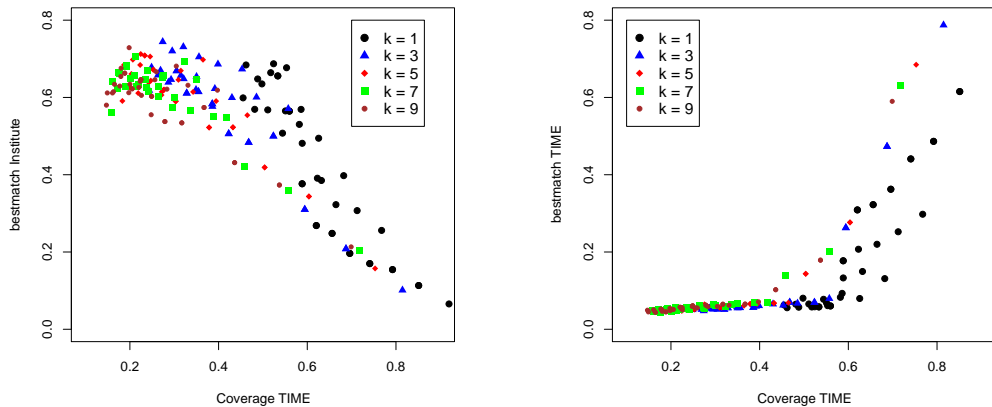 bestmatch Institute
0.0
0.2
0.4
0.6
0.8
0.2
0.4
0.6
0.8
Coverage TIME
k = 1
k = 3
k = 5
k = 7
k = 9
bestmatch TIME
0.0
0.2
0.4
0.6
0.8
0.2
0.4
0.6
0.8
Coverage TIME
k = 1
k = 3
k = 5
k = 7
k = 9